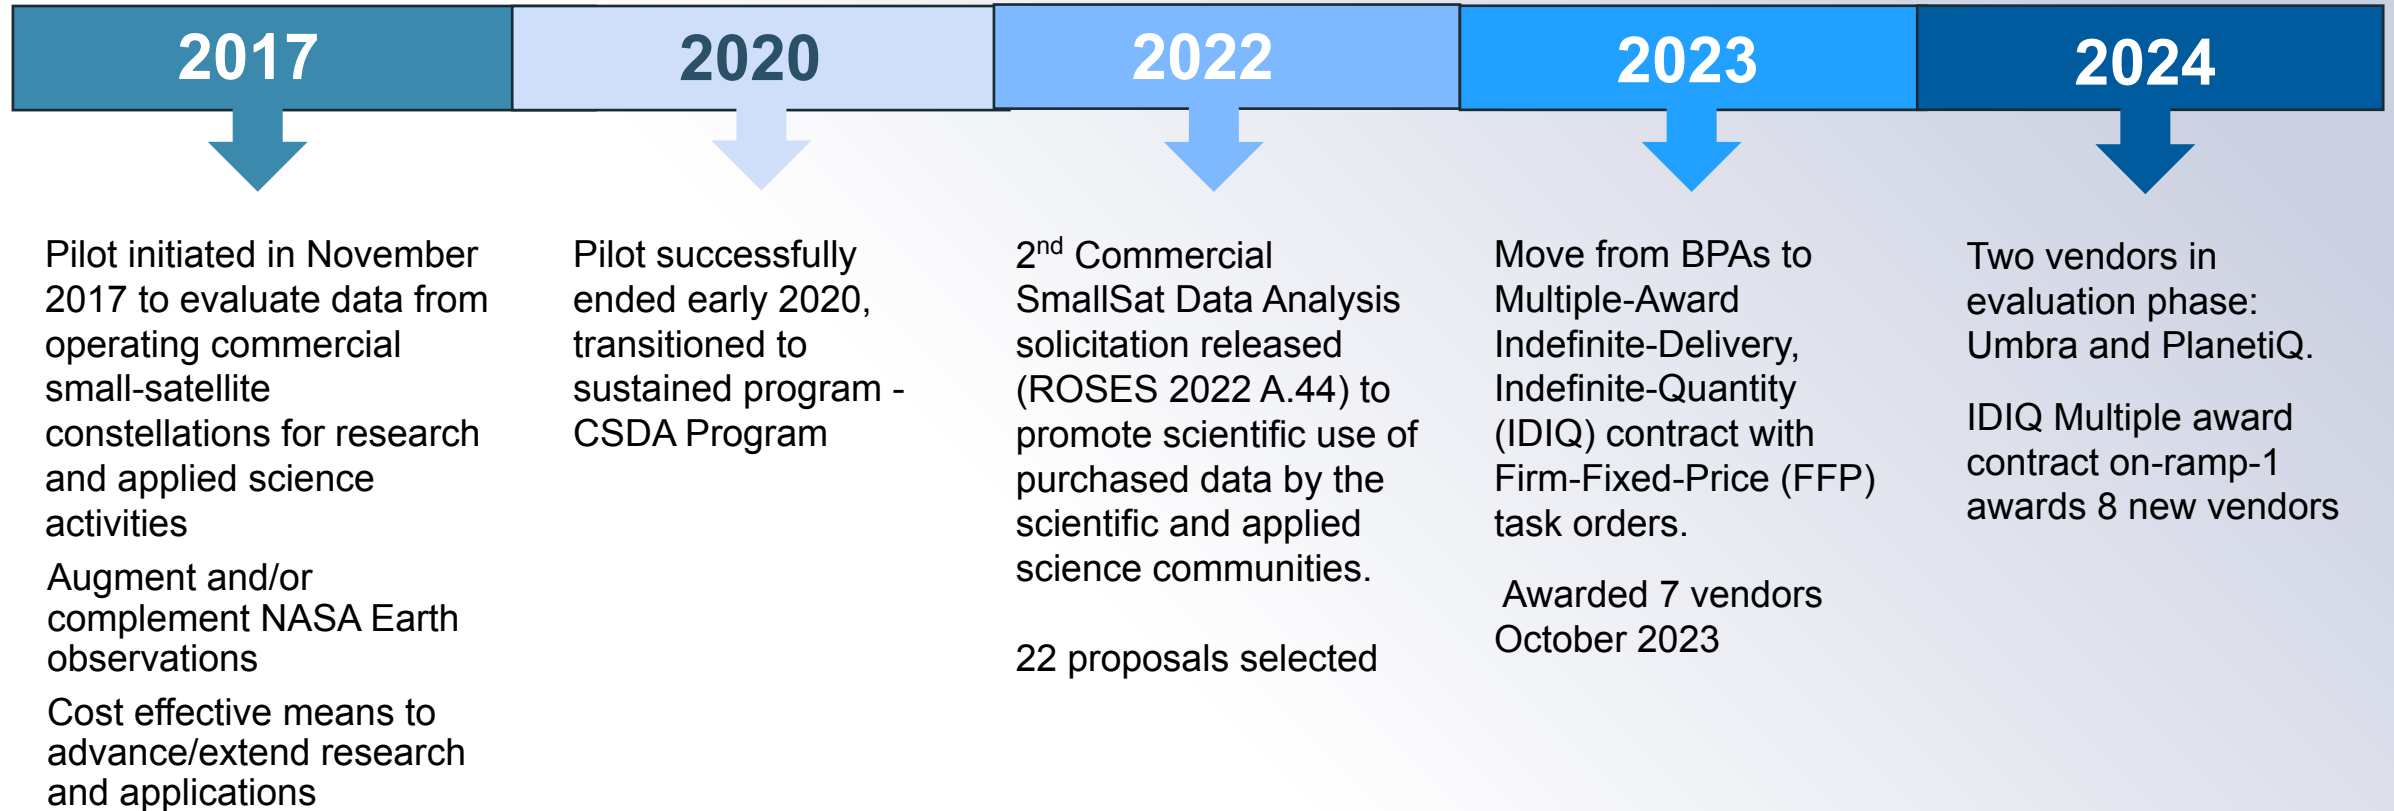 2017
Pilot initiated in November
2017 to evaluate data from
operating commercial
small-satellite
constellations for research
and applied science
activities
Augment and/or
complement NASA Earth
observations
Cost effective means to
advance/extend research
and applications
2020
Pilot successfully
ended early 2020,
transitioned to
sustained program -
CSDA Program
2022
2nd Commercial
SmallSat Data Analysis
solicitation released
(ROSES 2022 A.44) to
promote scientific use of
purchased data by the
scientific and applied
science communities.
22 proposals selected
2023
Move from BPAs to
Multiple-Award
Indefinite-Delivery,
Indefinite-Quantity
(IDIQ) contract with
Firm-Fixed-Price (FFP)
task orders.
Awarded 7 vendors
October 2023
2024
Two vendors in
evaluation phase:
Umbra and PlanetiQ.
IDIQ Multiple award
contract on-ramp-1
awards 8 new vendors